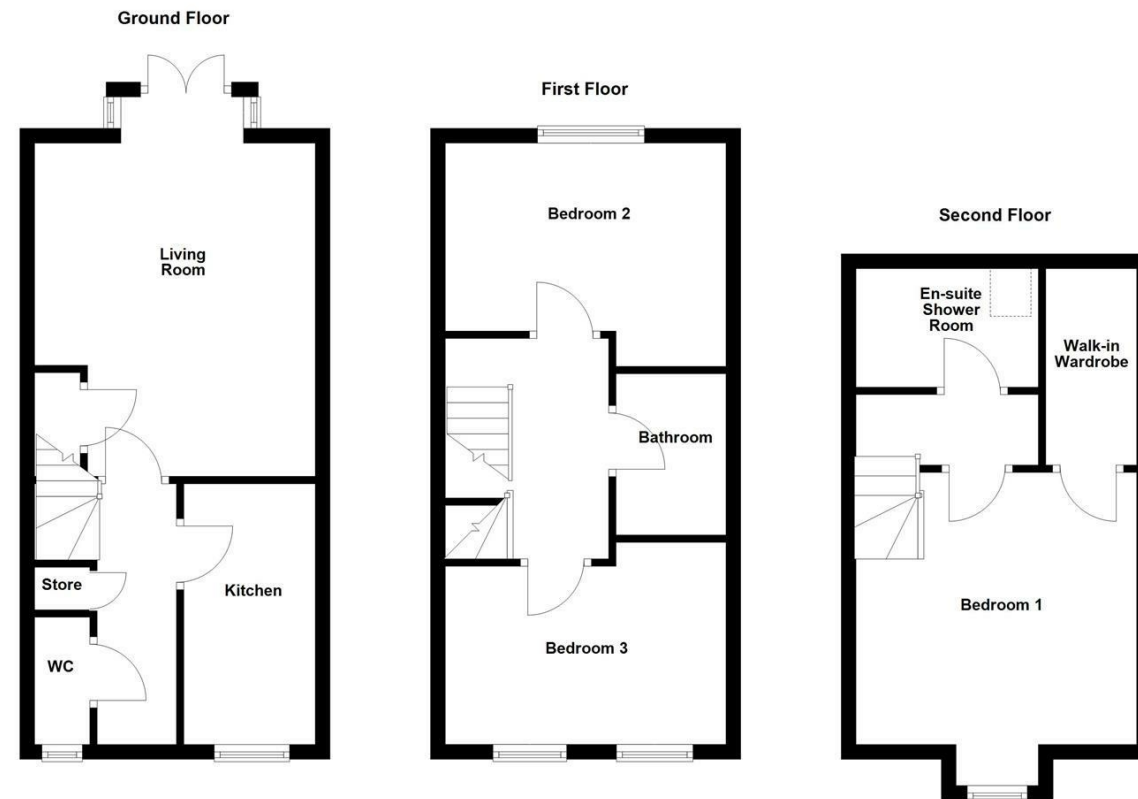 Ground Floor
Living
Room
Store
Kitchen
WC
First Floor
Bedroom 2
Bathroom
Bedroom 3
Second Floor
En-suite
Shower
Room
Walk-in
Wardrobe
Bedroom 1